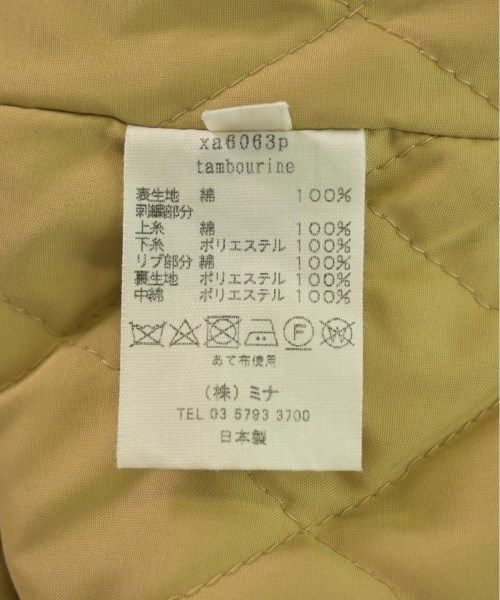 xa6063p
tambourine
表生地 綿 100%
刺繍部分
上糸 綿 100%
下糸 ポリエステル 100%
リブ部分 綿 100%
裏生地 ポリエステル 100%
中綿 ポリエステル 100%
F W
あて布使用
(株)ミナ
TEL 03 5793 3700
日本製